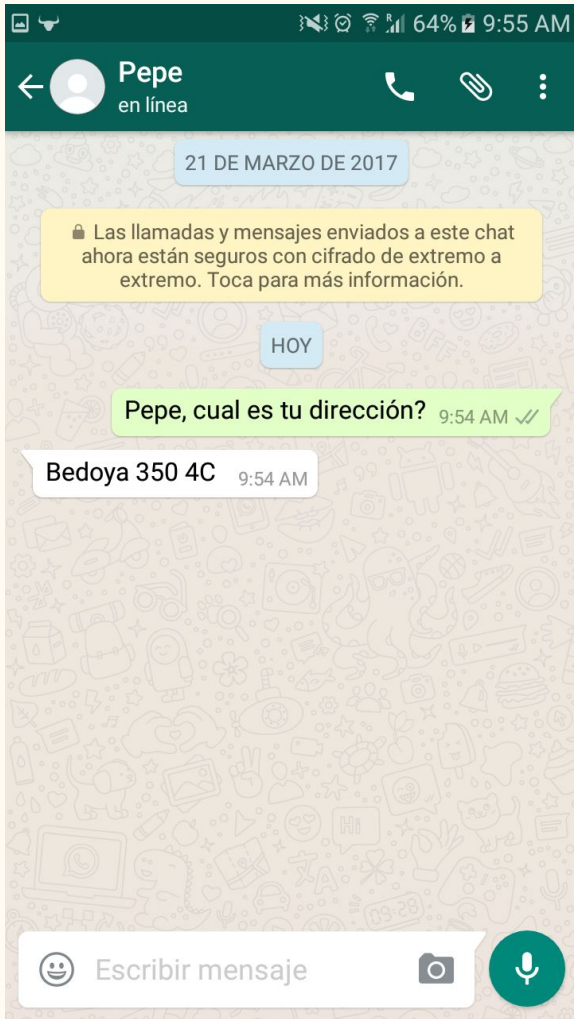 64% 9:55 AM
Pepe
en línea
21 DE MARZO DE 2017
Las llamadas y mensajes enviados a este chat
ahora están seguros con cifrado de extremo a
extremo. Toca para más información.
HOY
Pepe, cual es tu dirección? 9:54 AM
Bedoya 350 4C 9:54 AM
Escribir mensaje